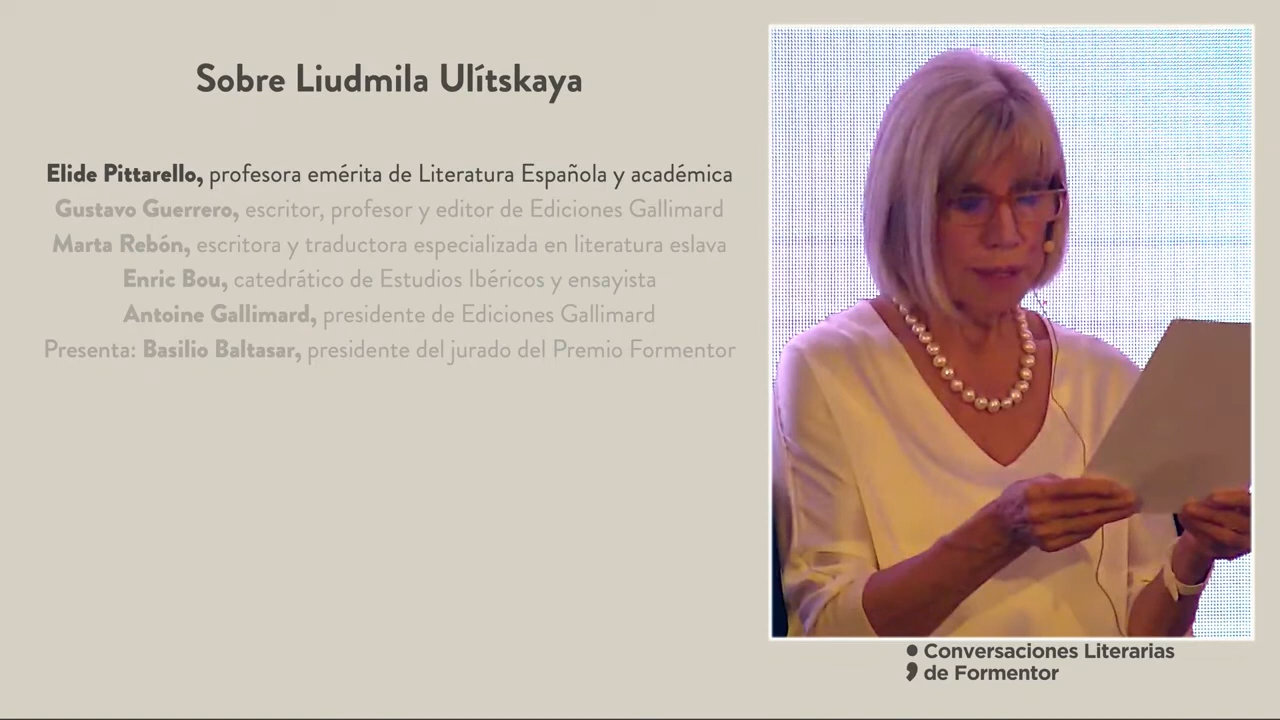 Sobre Liudmila Ulítskaya
Elide Pittarello, profesora emérita de Literatura Española y académica
Gustavo Guerrero, escritor, profesor y editor de Ediciones Gallimard
Marta Rebón, escritora y traductora especializada en literatura eslava
Enric Bou, catedrático de Estudios Ibéricos y ensayista
Antoine Gallimard, presidente de Ediciones Gallimard
Presenta: Basilio Baltasar, presidente del jurado del Premio Formentor
Conversaciones Literarias
de Formentor